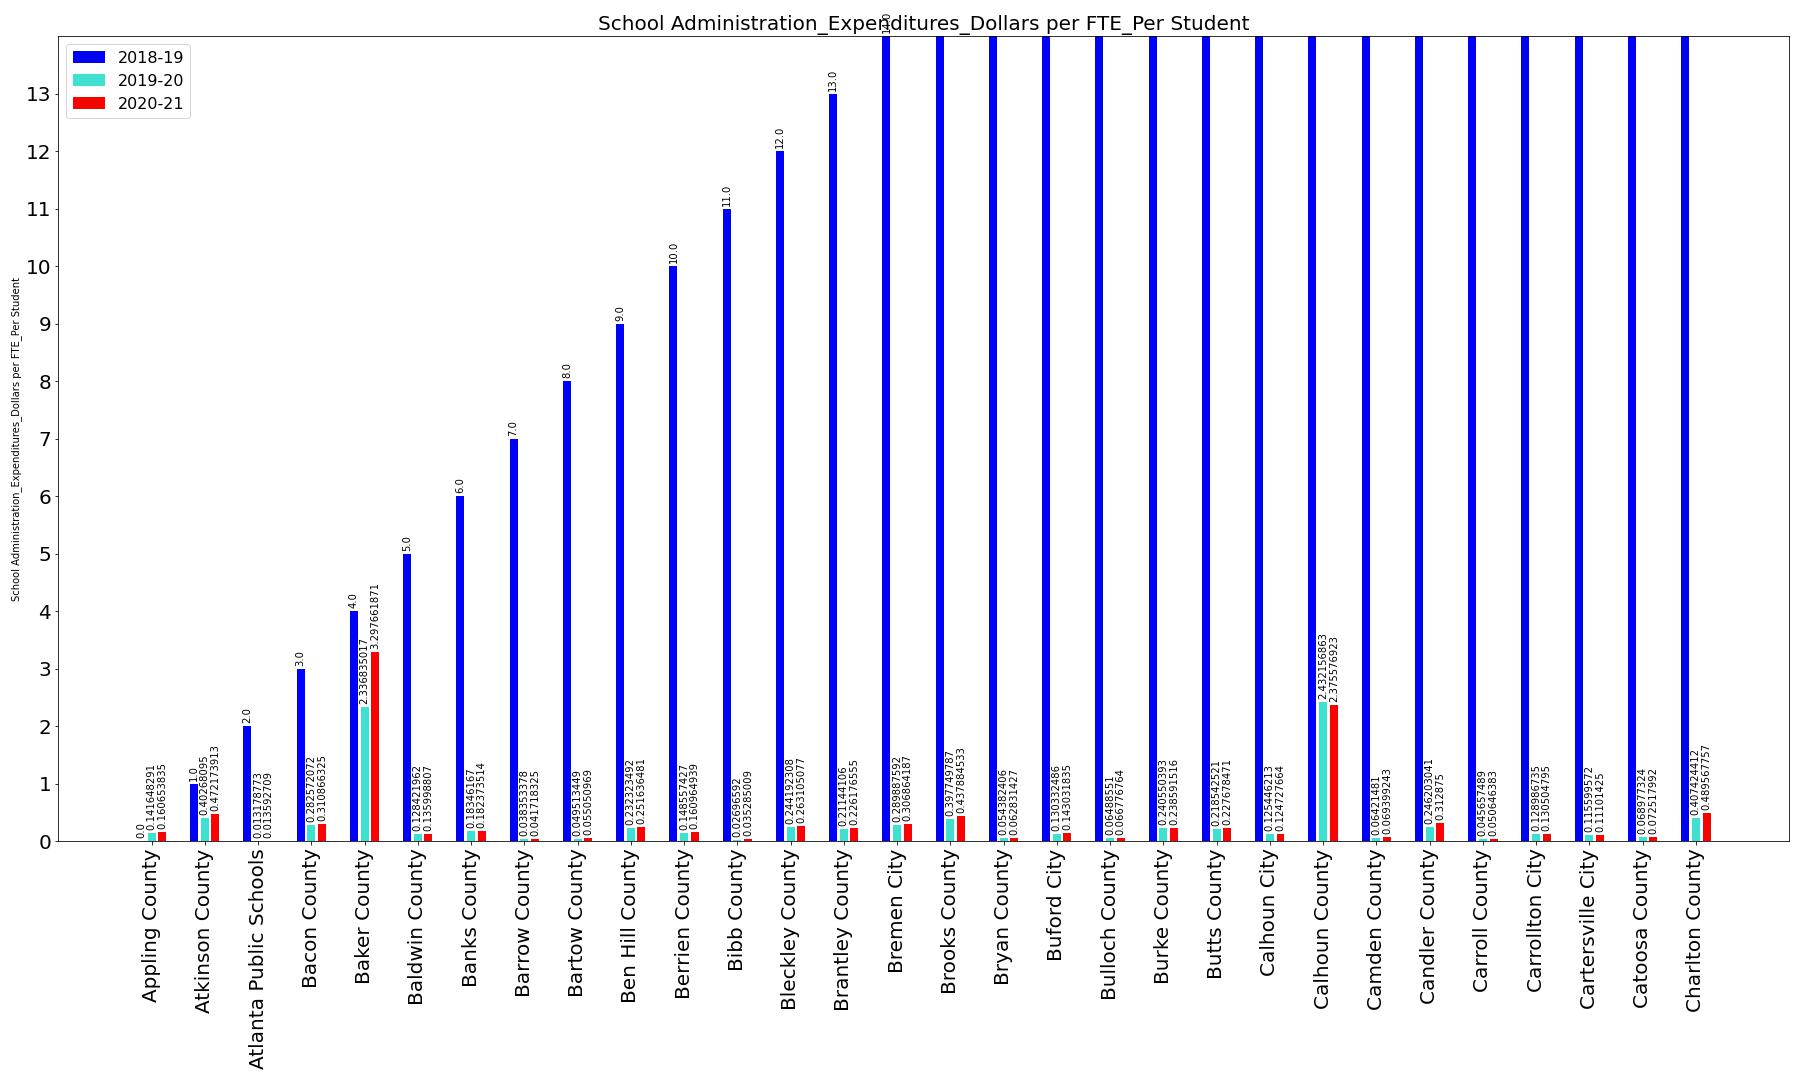 School Administration_Expenditures_Dollars per FTE_Per Student
2018-19
2019-20
2020-21
School Administration_Expenditures_Dollars per FTE_Per Student
13
12
11
10
9
8
7
6
5
4
3
2
1
0
0.0
0.141648291
0.160653835
1.0
0.40268095
0.472173913
2.0
0.013178773
0.013592709
3.0
0.282572072
0.310866325
4.0
2.336835017
3.297661871
5.0
0.128421962
0.135998807
6.0
0.18346167
0.182373514
7.0
0.038353378
0.041718325
8.0
0.049513449
0.055050969
9.0
0.232323492
0.251636481
10.0
0.148557427
0.160964939
11.0
0.02696592
0.035285009
12.0
0.244192308
0.263105077
13.0
0.21144106
0.226176555
14.0
0.289887592
0.306864187
0.397749787
0.437884533
0.054382406
0.062831427
0.130332486
0.143031835
0.064885551
0.066776764
0.240550393
0.238591516
0.218542521
0.227678471
0.125446213
0.124727664
2.432156863
2.375576923
0.06421481
0.069399243
0.246203041
0.312875
0.045657489
0.050646383
0.128986735
0.130504795
0.115599572
0.11101425
0.068977324
0.072517992
0.407424412
0.489567757
Appling County
Atkinson County
Atlanta Public Schools
Bacon County
Baker County
Baldwin County
Banks County
Barrow County
Bartow County
Ben Hill County
Berrien County
Bibb County
Bleckley County
Brantley County
Bremen City
Brooks County
Bryan County
Buford City
Bulloch County
Burke County
Butts County
Calhoun City
Calhoun County
Camden County
Candler County
Carroll County
Carrollton City
Cartersville City
Catoosa County
Charlton County